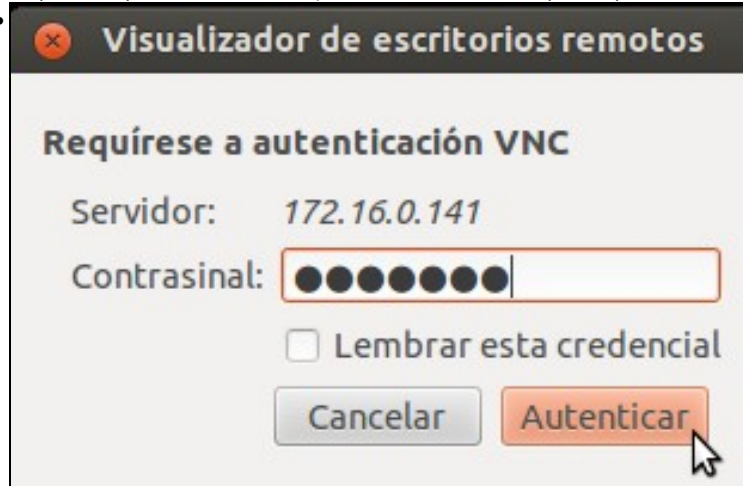 Visualizador de escritorios remotos
Requírese a autenticación VNC
Servidor: 172.16.0.141
Contrasinal: ●●●●●●●
Lembrar esta credencial
Cancelar Autenticar